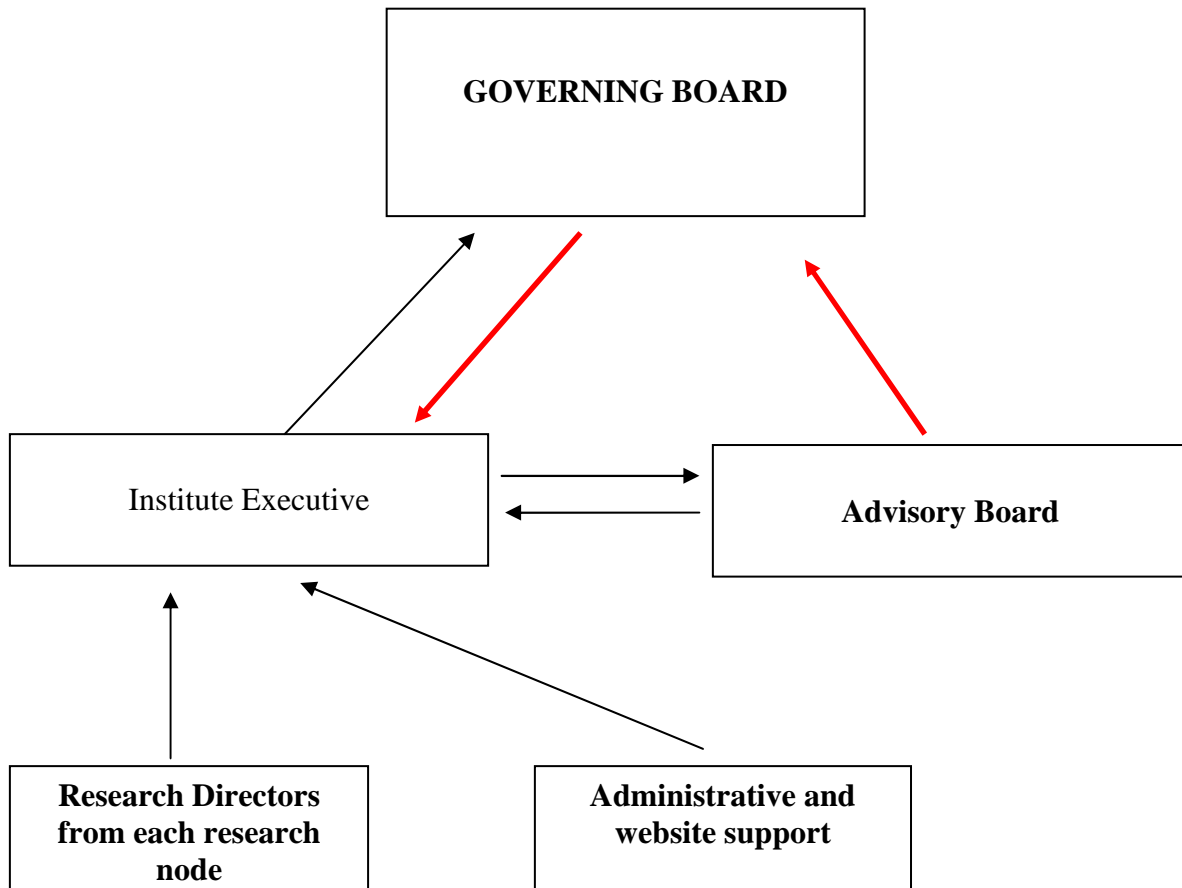 GOVERNING BOARD
Institute Executive
Advisory Board
Research Directors
from each research
node
Administrative and
website support